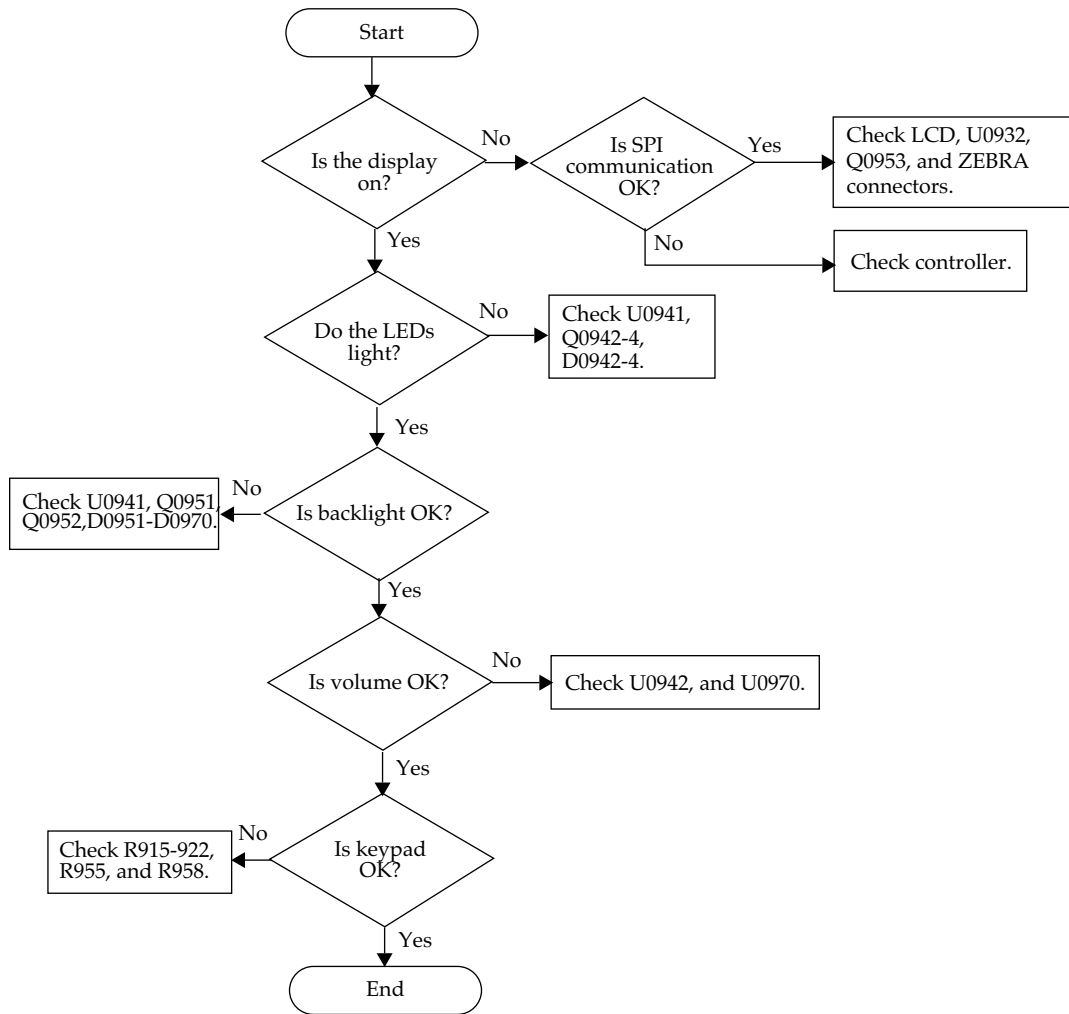 Start
Is the display
on?
No
Is SPI
communication
OK?
Yes
Check LCD, U0932,
Q0953, and ZEBRA
connectors.
No
Check controller.
Yes
Do the LEDs
light?
No
Check U0941,
Q0942-4,
D0942-4.
Yes
Is backlight OK?
No
Check U0941, Q0951,
Q0952,D0951-D0970.
Yes
Is volume OK?
No
Check U0942, and U0970.
Yes
Is keypad
OK?
No
Check R915-922,
R955, and R958.
Yes
End